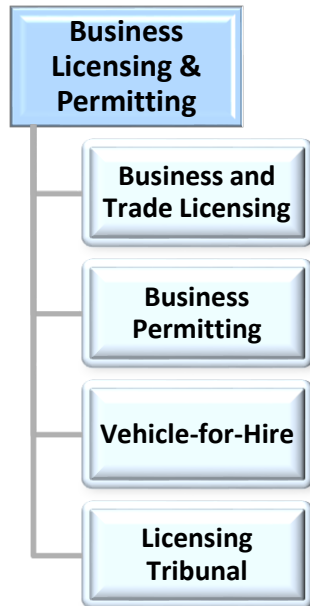 Business
Licensing &
Permitting
Business and
Trade Licensing
Business
Permitting
Vehicle-for-Hire
Licensing
Tribunal